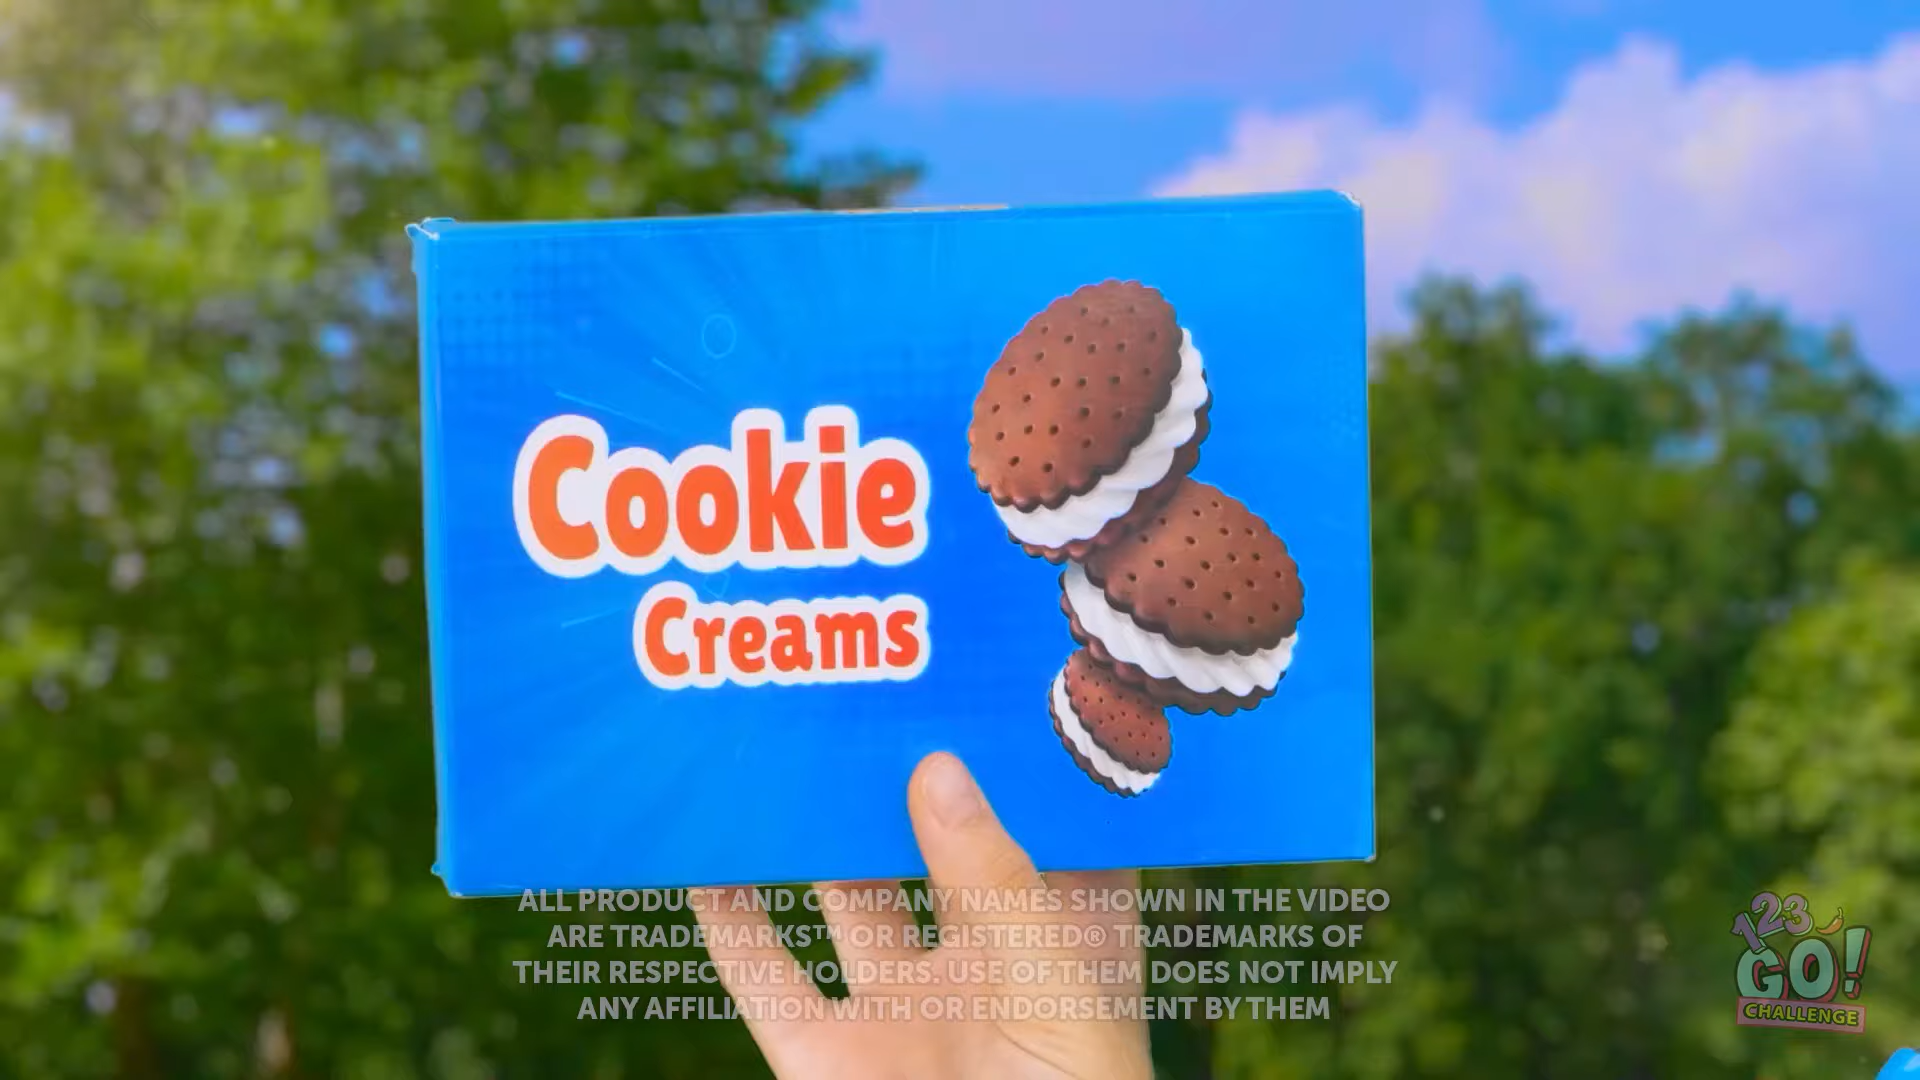 Cookie
Creams
ALL PRODUCT AND COMPANY NAMES SHOWN IN THE VIDEO
ARE TRADEMARKS™ OR REGISTERED® TRADEMARKS OF
THEIR RESPECTIVE HOLDERS. USE OF THEM DOES NOT IMPLY
ANY AFFILIATION WITH OR ENDORSEMENT BY THEM
123
GO!
CHALLENGE